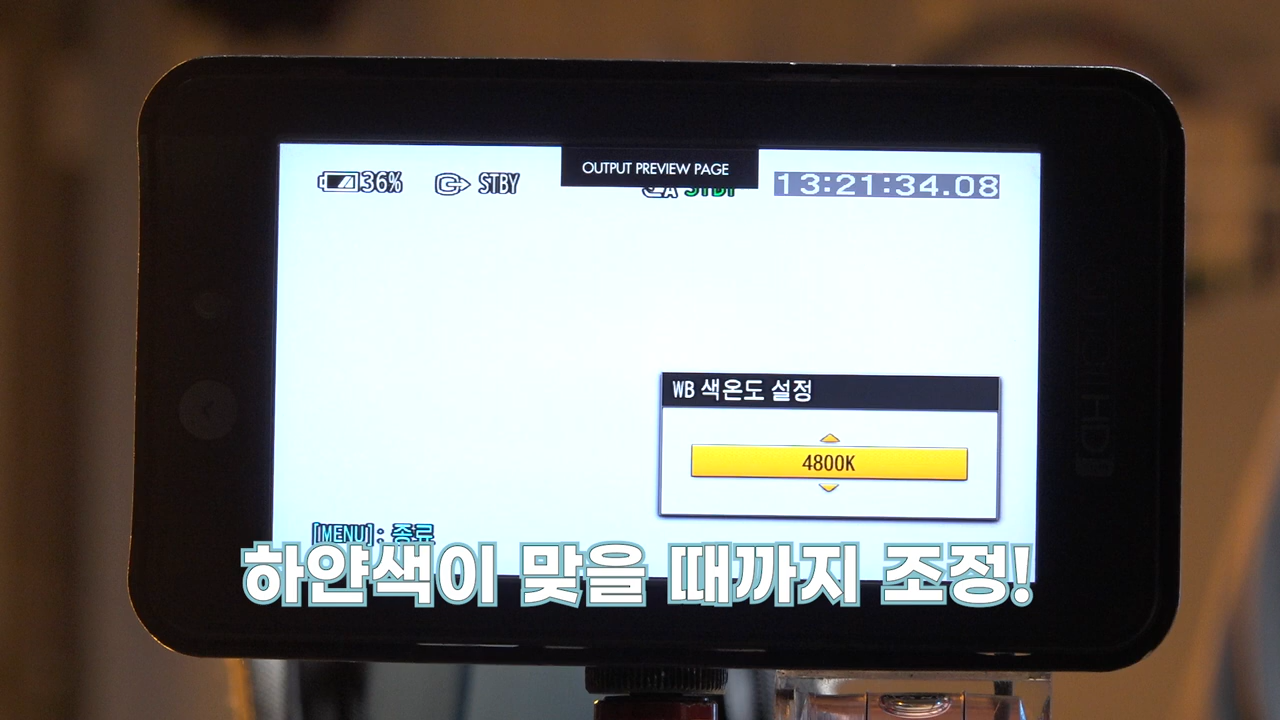 OUTPUT PREVIEW PAGE
36% STBY
A STBY
13:21:34.08
WB 색온도 설정
4800K
[MENU] : 종료
하얀색이 맞을 때까지 조정!